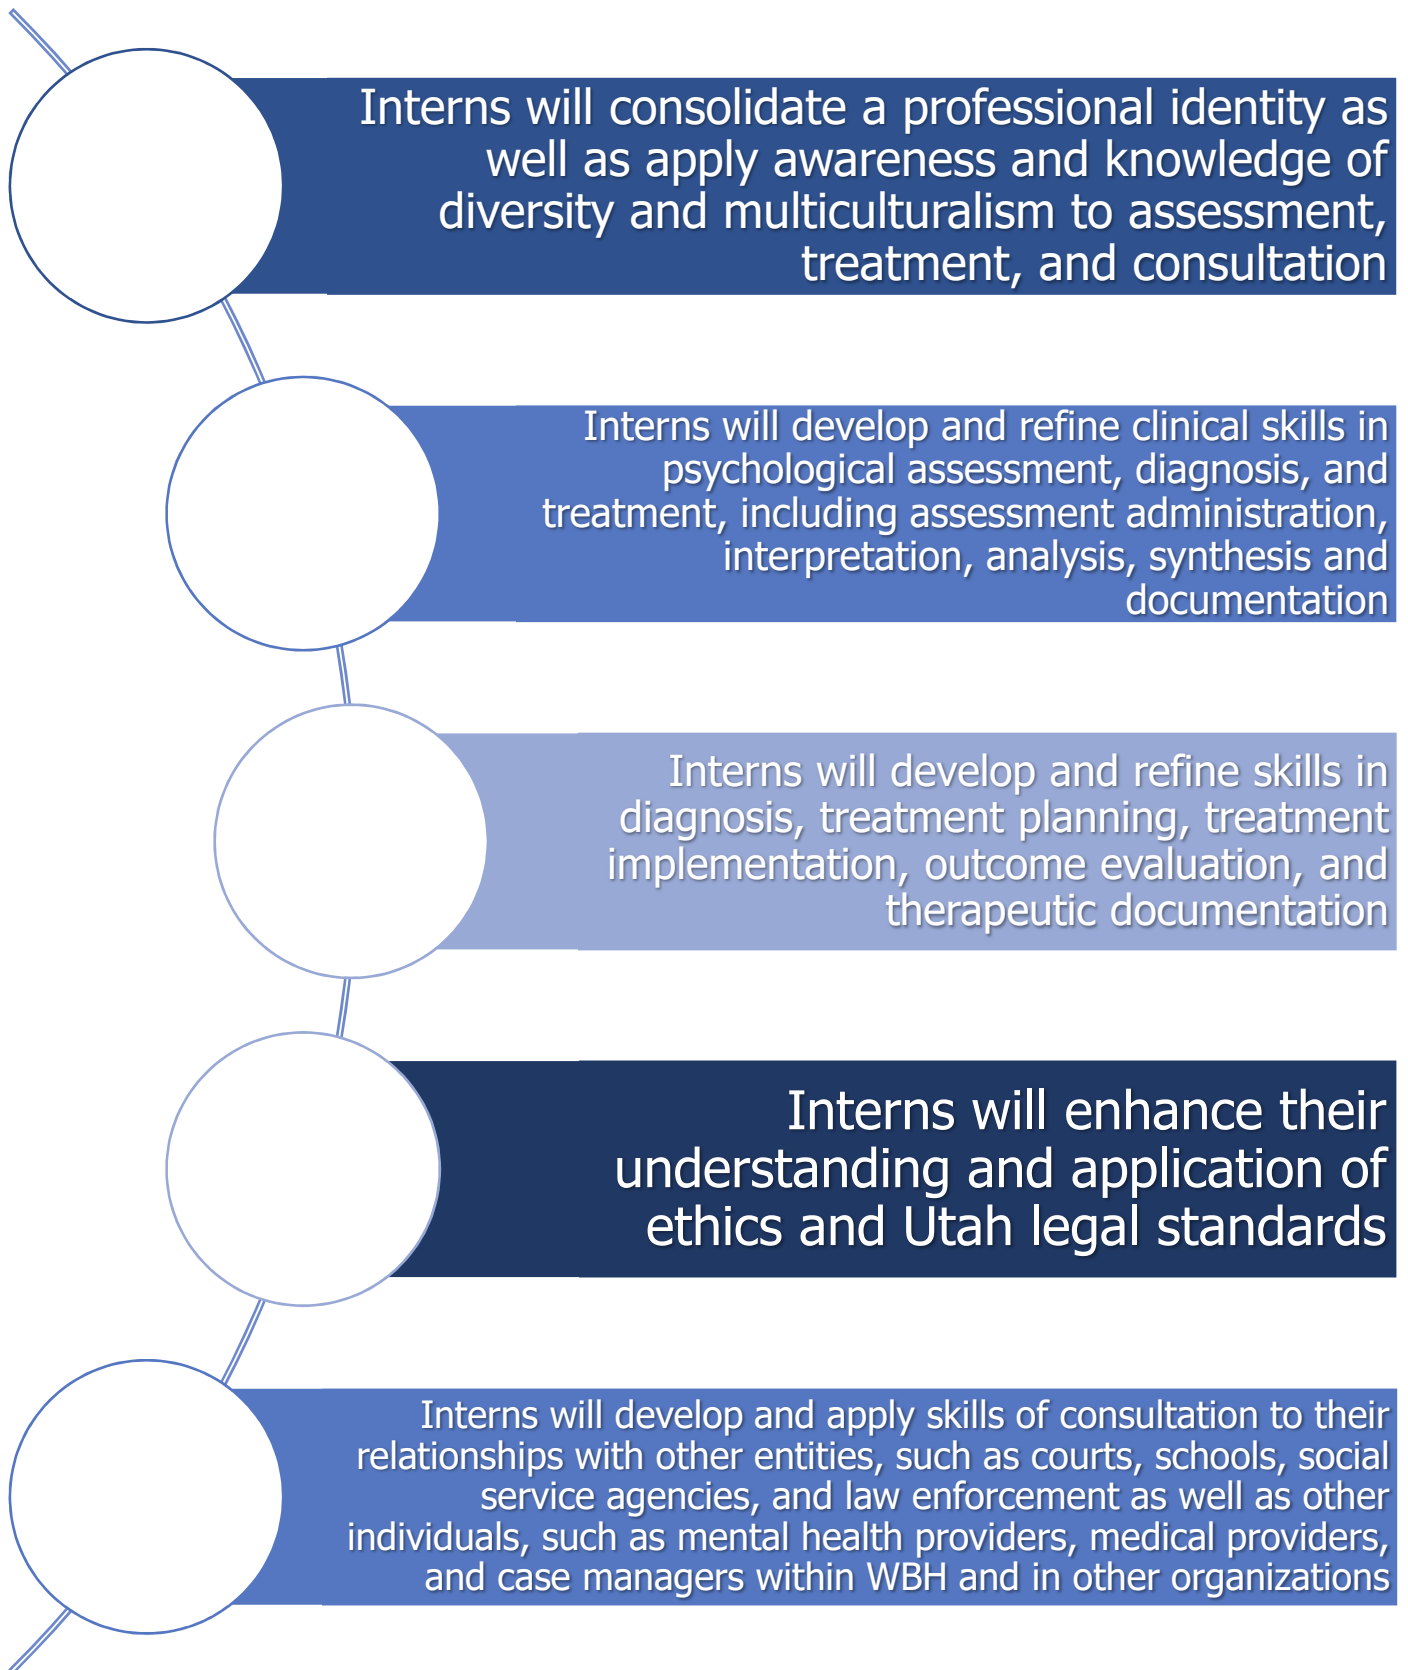 Interns will consolidate a professional identity as
well as apply awareness and knowledge of
diversity and multiculturalism to assessment,
treatment, and consultation
Interns will develop and refine clinical skills in
psychological assessment, diagnosis, and
treatment, including assessment administration,
interpretation, analysis, synthesis and
documentation
Interns will develop and refine skills in
diagnosis, treatment planning, treatment
implementation, outcome evaluation, and
therapeutic documentation
Interns will enhance their
understanding and application of
ethics and Utah legal standards
Interns will develop and apply skills of consultation to their
relationships with other entities, such as courts, schools, social
service agencies, and law enforcement as well as other
individuals, such as mental health providers, medical providers,
and case managers within WBH and in other organizations